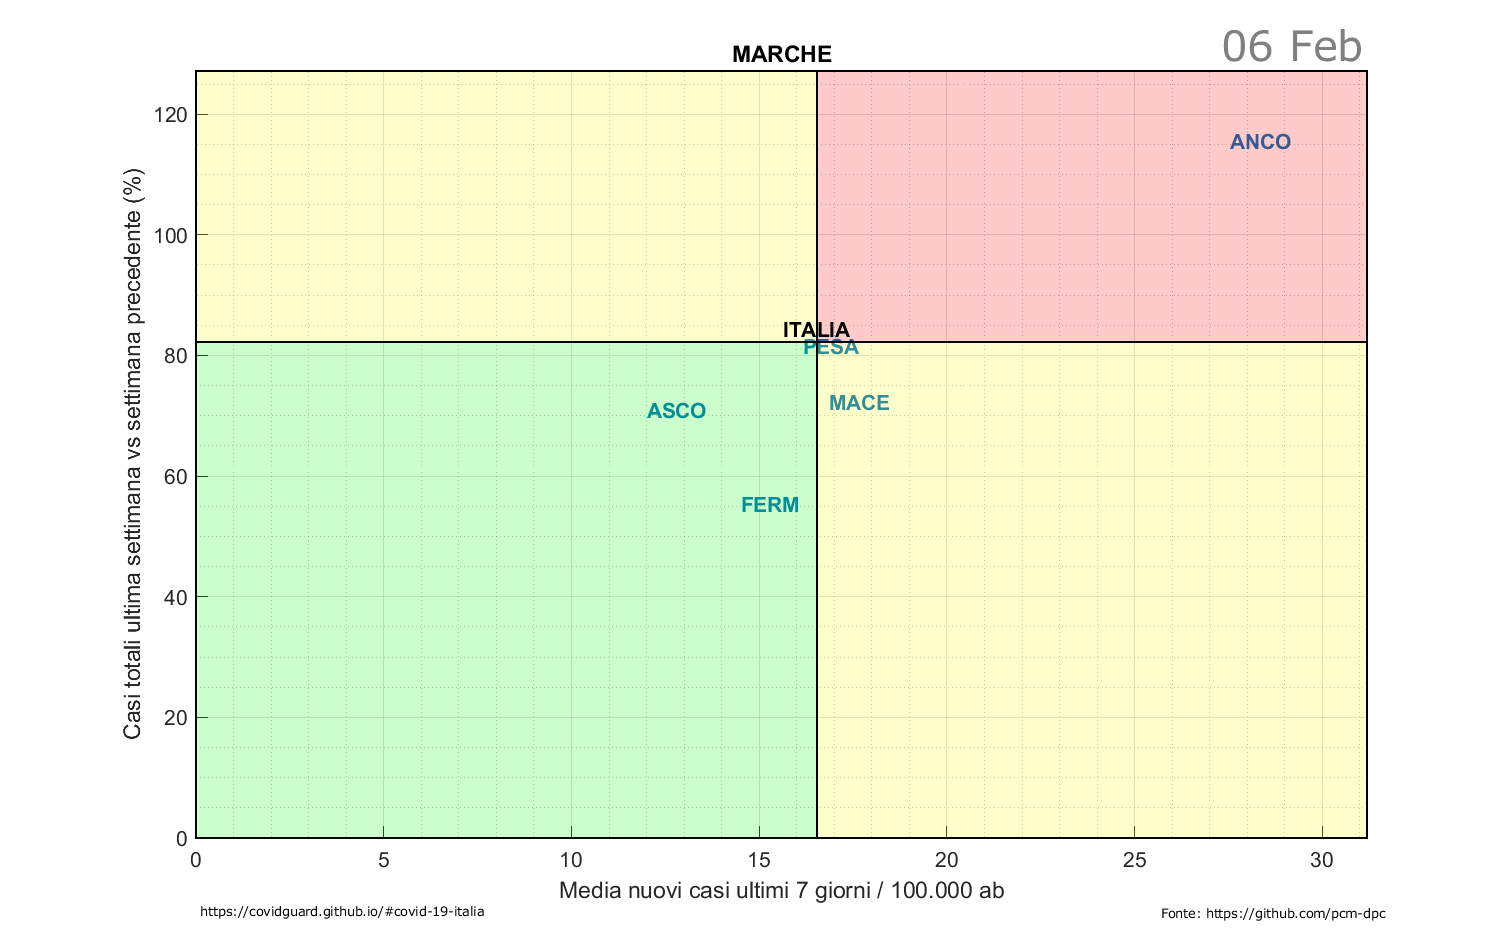 06 Feb
MARCHE
Casi totali ultima settimana vs settimana precedente (%)
120
100
80
60
40
20
0
ANCO
ITALIA
PESA
MACE
ASCO
FERM
0 5 10 15 20 25 30
Media nuovi casi ultimi 7 giorni / 100.000 ab
https://covidguard.github.io/#covid-19-italia
Fonte: https://github.com/pcm-dpc